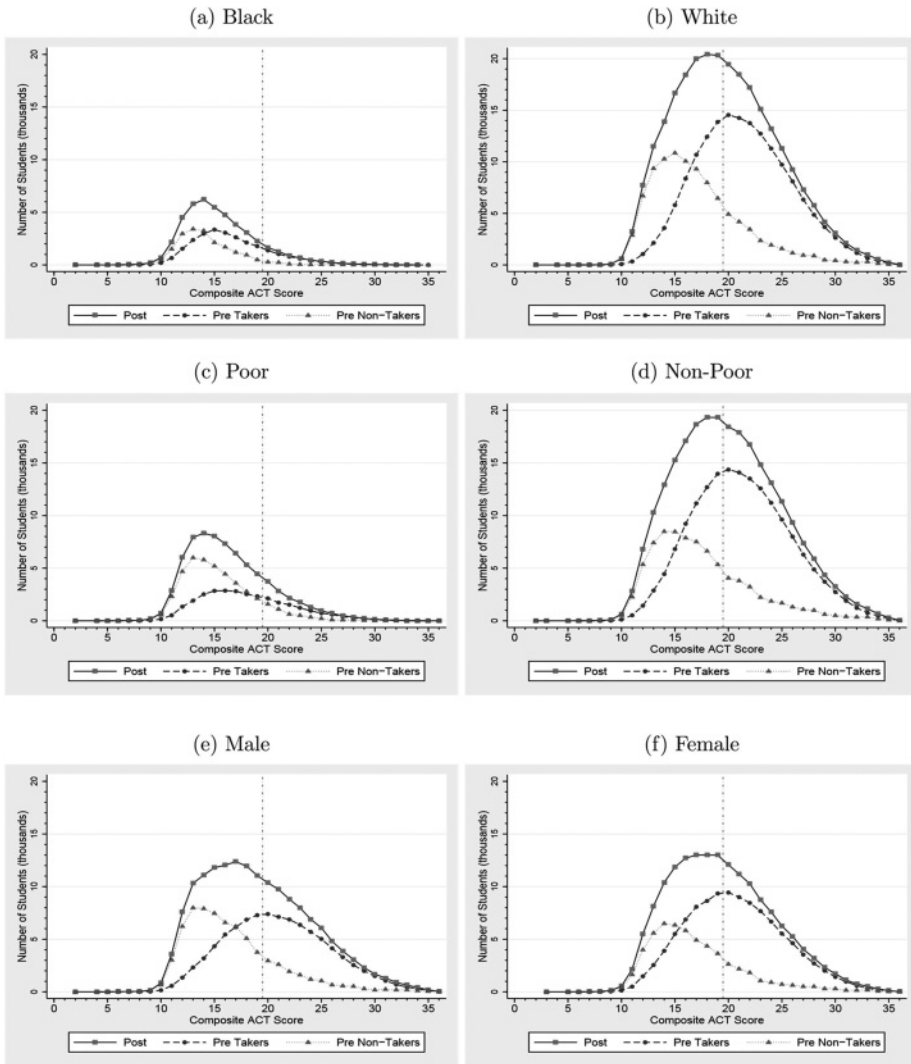 (a) Black
(b) White
Number of Students (thousands)
0 5 10 15 20
0 5 10 15 20 25 30 35
Composite ACT Score
Post Pre Takers Pre Non-Takers
Number of Students (thousands)
0 5 10 15 20
0 5 10 15 20 25 30 35
Composite ACT Score
Post Pre Takers Pre Non-Takers
(c) Poor
(d) Non-Poor
Number of Students (thousands)
0 5 10 15 20
0 5 10 15 20 25 30 35
Composite ACT Score
Post Pre Takers Pre Non-Takers
Number of Students (thousands)
0 5 10 15 20
0 5 10 15 20 25 30 35
Composite ACT Score
Post Pre Takers Pre Non-Takers
(e) Male
(f) Female
Number of Students (thousands)
0 5 10 15 20
0 5 10 15 20 25 30 35
Composite ACT Score
Post Pre Takers Pre Non-Takers
Number of Students (thousands)
0 5 10 15 20
0 5 10 15 20 25 30 35
Composite ACT Score
Post Pre Takers Pre Non-Takers